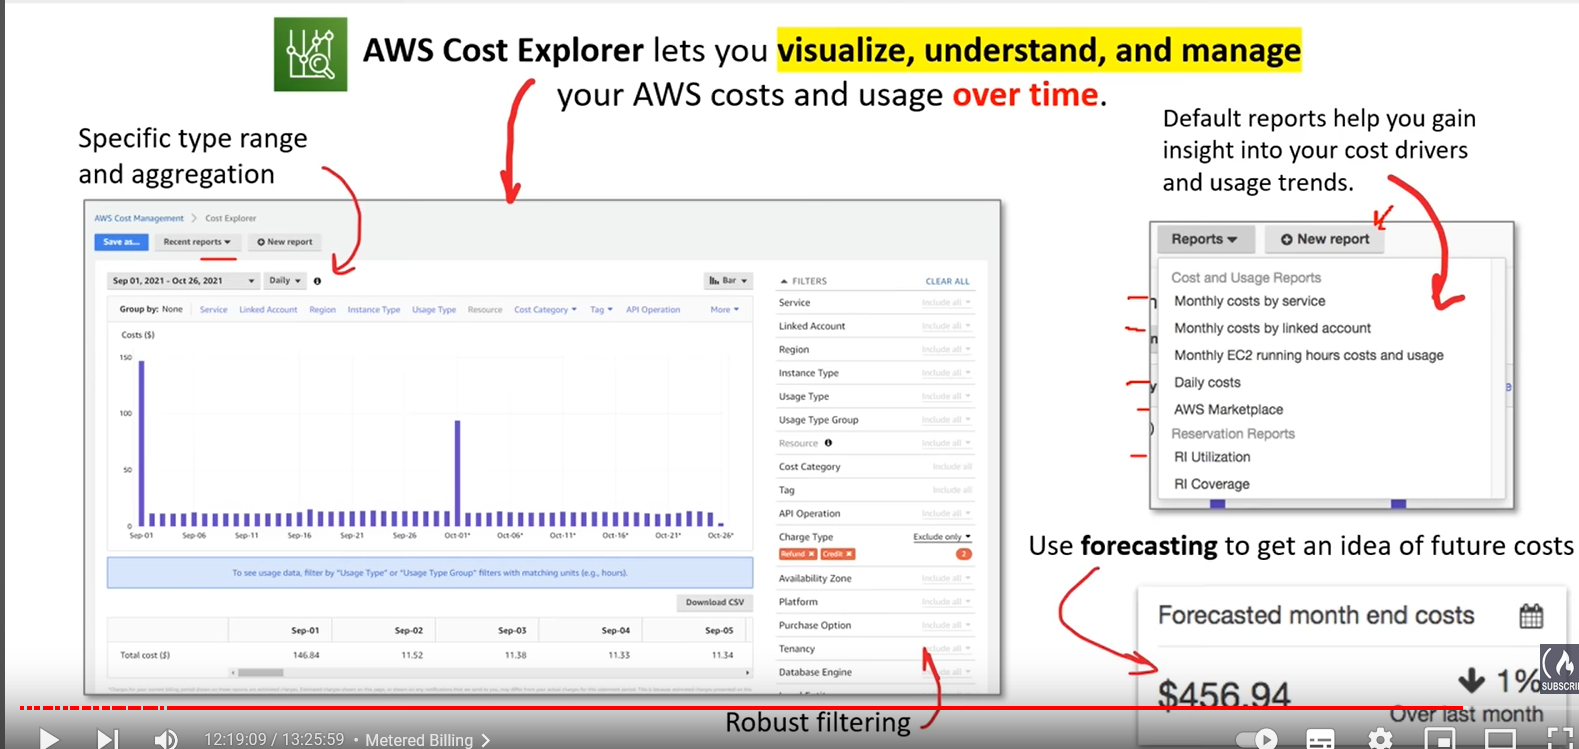 AWS Cost Explorer lets you visualize, understand, and manage
your AWS costs and usage over time.
Specific type range
and aggregation
Default reports help you gain
insight into your cost drivers
and usage trends.
AWS Cost Management > Cost Explorer
Save as...
Recent reports
New report
Sep 01, 2021 - Oct 26, 2021
Daily
Bar
Group by: None Service Linked Account Region Instance Type Usage Type Resource Cost Category Tag API Operation More
Costs ($)
150
100
50
0
Sep-01 Sep-06 Sep-11 Sep-16 Sep-21 Sep-26 Oct-01* Oct-06* Oct-11* Oct-16* Oct-21* Oct-26*
To see usage data, filter by "Usage Type" or "Usage Type Group" filters with matching units (e.g., hours).
Download CSV
Sep-01 Sep-02 Sep-03 Sep-04 Sep-05
Total cost ($) 146.84 11.52 11.38 11.33 11.34
FILTERS CLEAR ALL
Service Include all
Linked Account Include all
Region Include all
Instance Type Include all
Usage Type Include all
Usage Type Group Include all
Resource Include all
Cost Category Include all
Tag Include all
API Operation Include all
Charge Type Exclude only
Refund × Credit × 2
Availability Zone Include all
Platform Include all
Purchase Option Include all
Tenancy Include all
Database Engine
Robust filtering
Reports
New report
Cost and Usage Reports
Monthly costs by service
Monthly costs by linked account
Monthly EC2 running hours costs and usage
Daily costs
AWS Marketplace
Reservation Reports
RI Utilization
RI Coverage
Use forecasting to get an idea of future costs
Forecasted month end costs
$456.94
1%
Over last month
SUBSCRI
12:19:09 / 13:25:59 • Metered Billing >